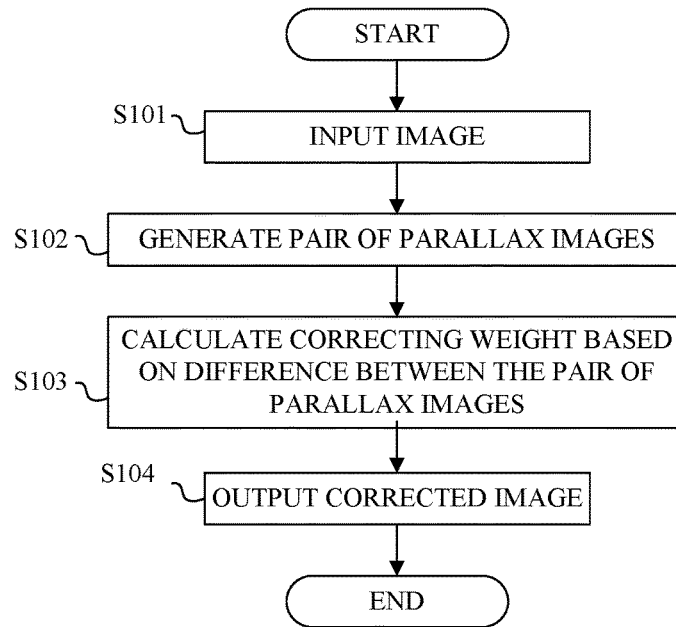 START
S101
INPUT IMAGE
S102
GENERATE PAIR OF PARALLAX IMAGES
S103
CALCULATE CORRECTING WEIGHT BASED
ON DIFFERENCE BETWEEN THE PAIR OF
PARALLAX IMAGES
S104
OUTPUT CORRECTED IMAGE
END